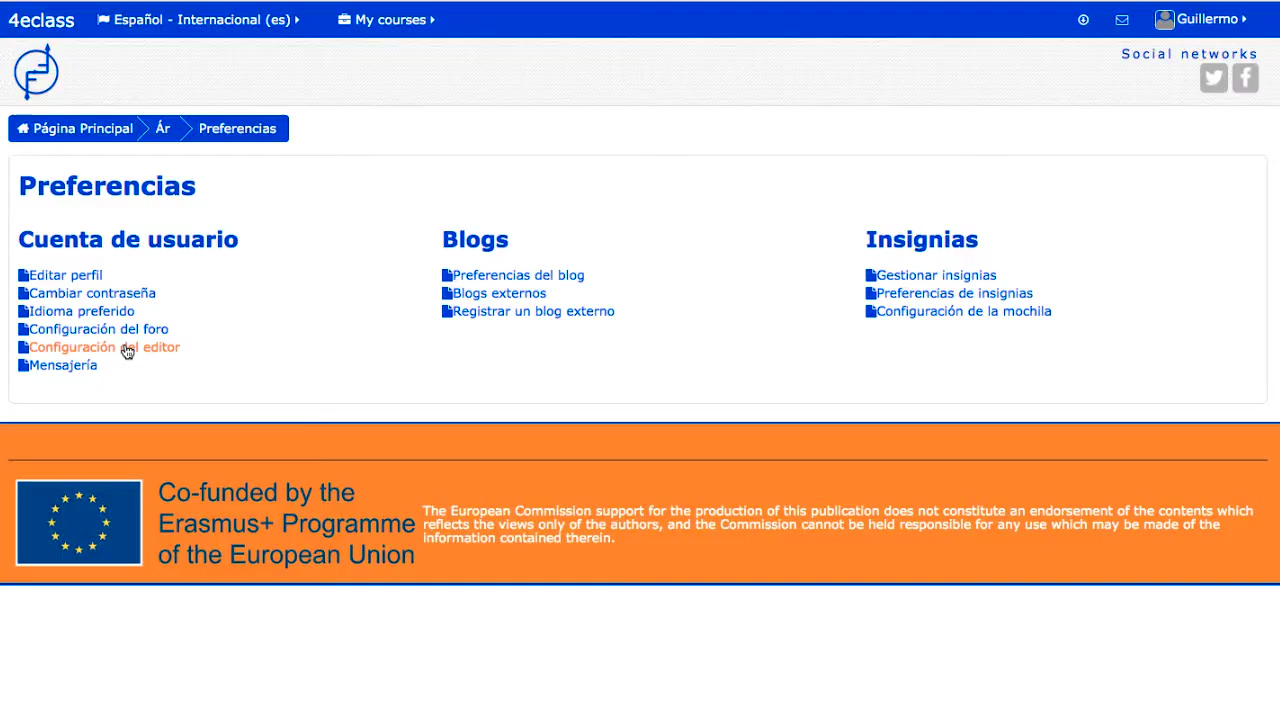 4eclass Español - Internacional (es) My courses Guillermo
Social networks
Página Principal Ár Preferencias
Preferencias
Cuenta de usuario
Editar perfil
Cambiar contraseña
Idioma preferido
Configuración del foro
Configuración del editor
Mensajería
Blogs
Preferencias del blog
Blogs externos
Registrar un blog externo
Insignias
Gestionar insignias
Preferencias de insignias
Configuración de la mochila
Co-funded by the
Erasmus+ Programme
of the European Union
The European Commission support for the production of this publication does not constitute an endorsement of the contents which
reflects the views only of the authors, and the Commission cannot be held responsible for any use which may be made of the
information contained therein.